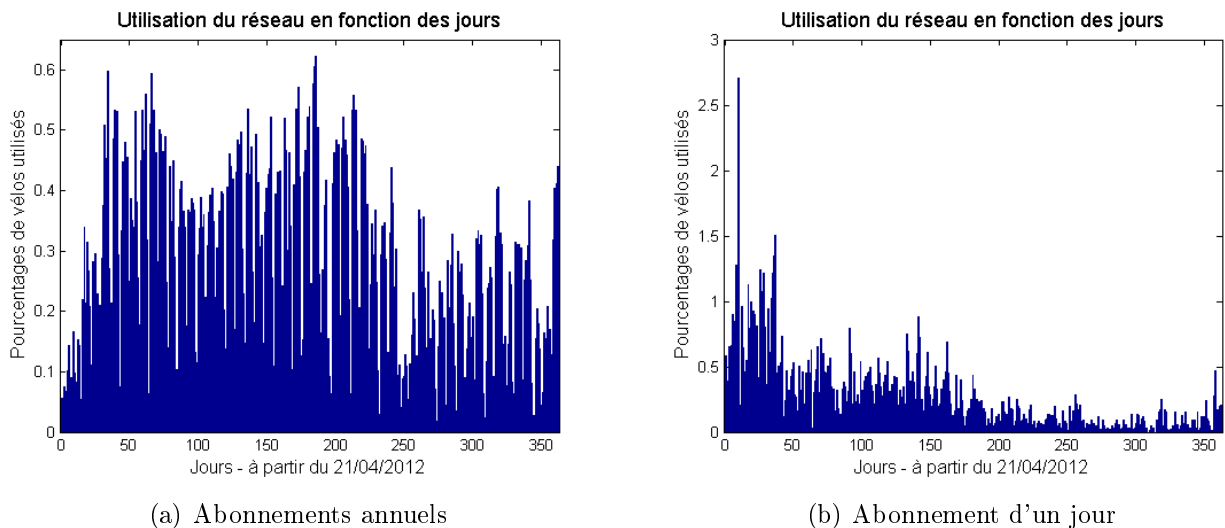 Utilisation du réseau en fonction des jours
Pourcentages de vélos utilisés
0.6
0.5
0.4
0.3
0.2
0.1
0
0 50 100 150 200 250 300 350
Jours - à partir du 21/04/2012
(a) Abonnements annuels
Utilisation du réseau en fonction des jours
Pourcentages de vélos utilisés
3
2.5
2
1.5
1
0.5
0
0 50 100 150 200 250 300 350
Jours - à partir du 21/04/2012
(b) Abonnement d'un jour